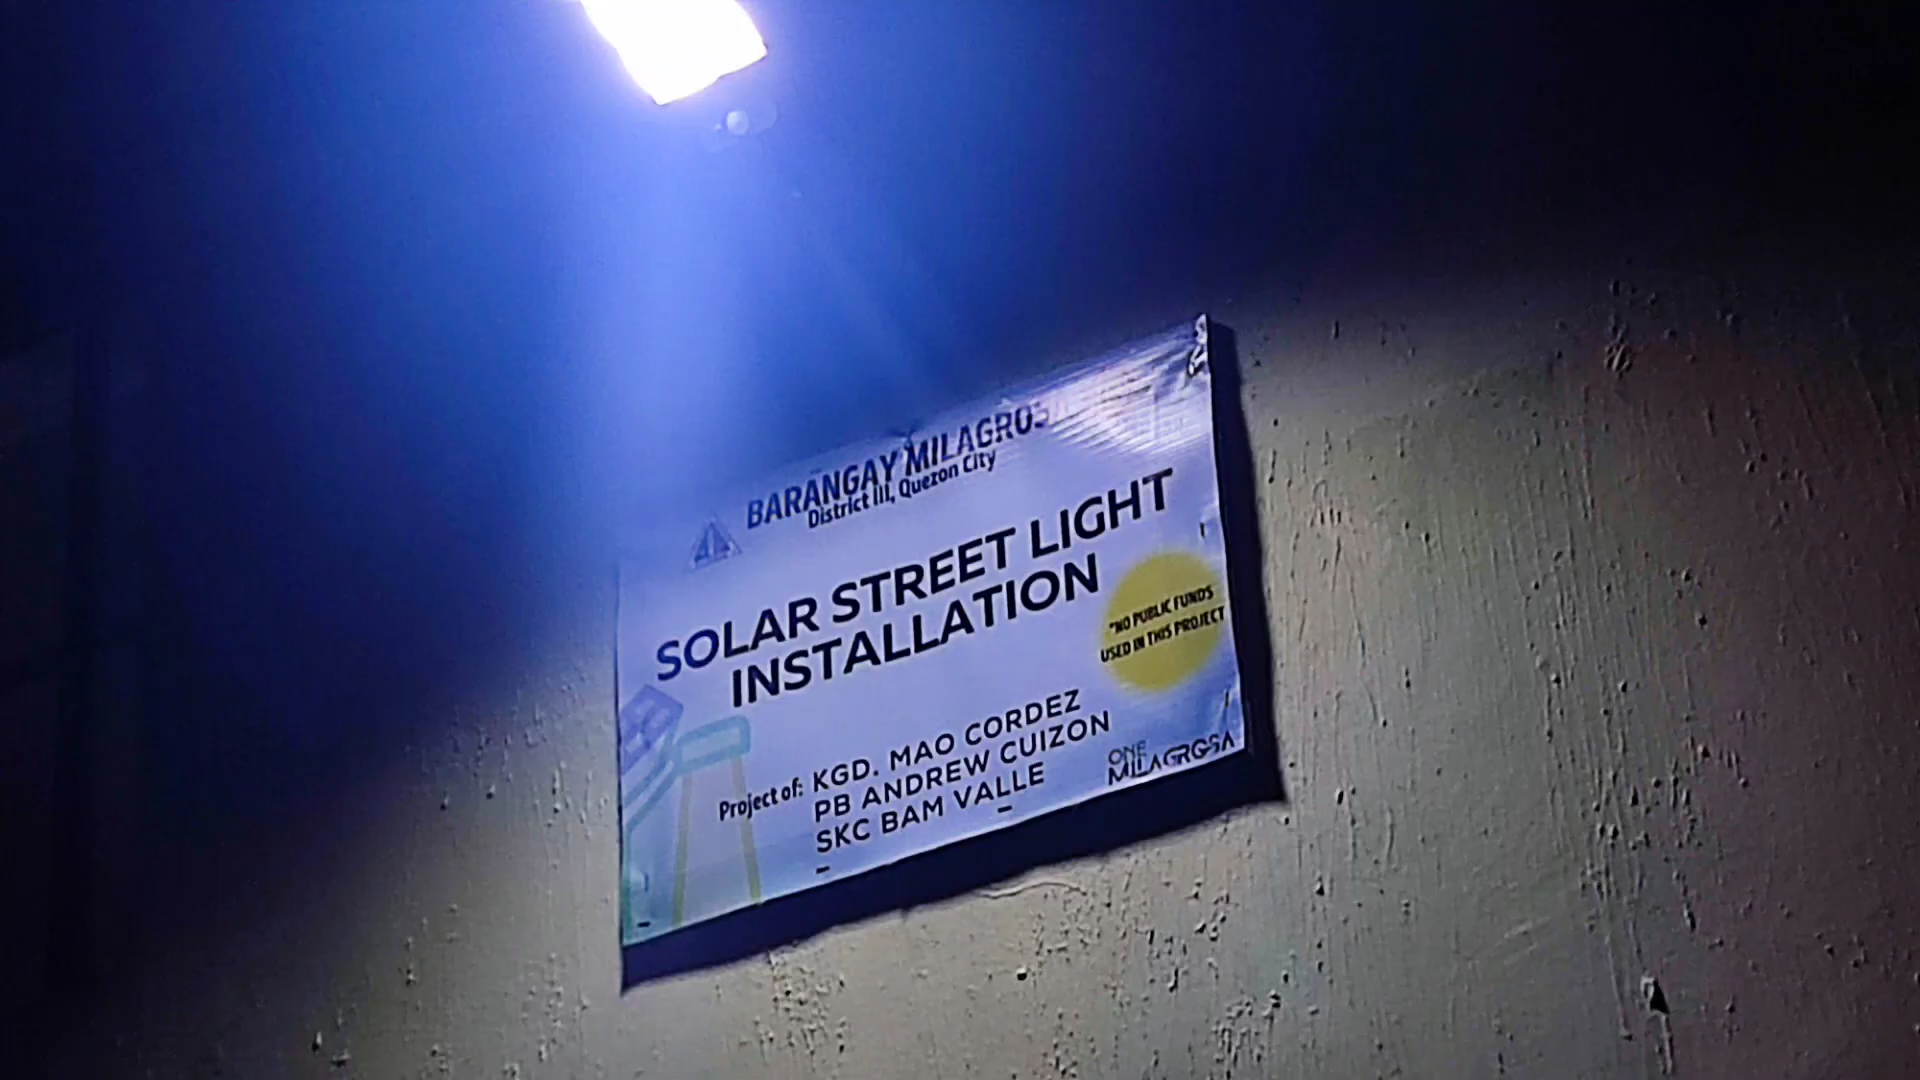 BARANGAY MILAGROSA
District III, Quezon City
SOLAR STREET LIGHT
INSTALLATION
"NO PUBLIC FUNDS
USED IN THIS PROJECT
Project of: KGD. MAO CORDEZ
PB ANDREW CUIZON
SKC BAM VALLE
ONE
MILAGROSA